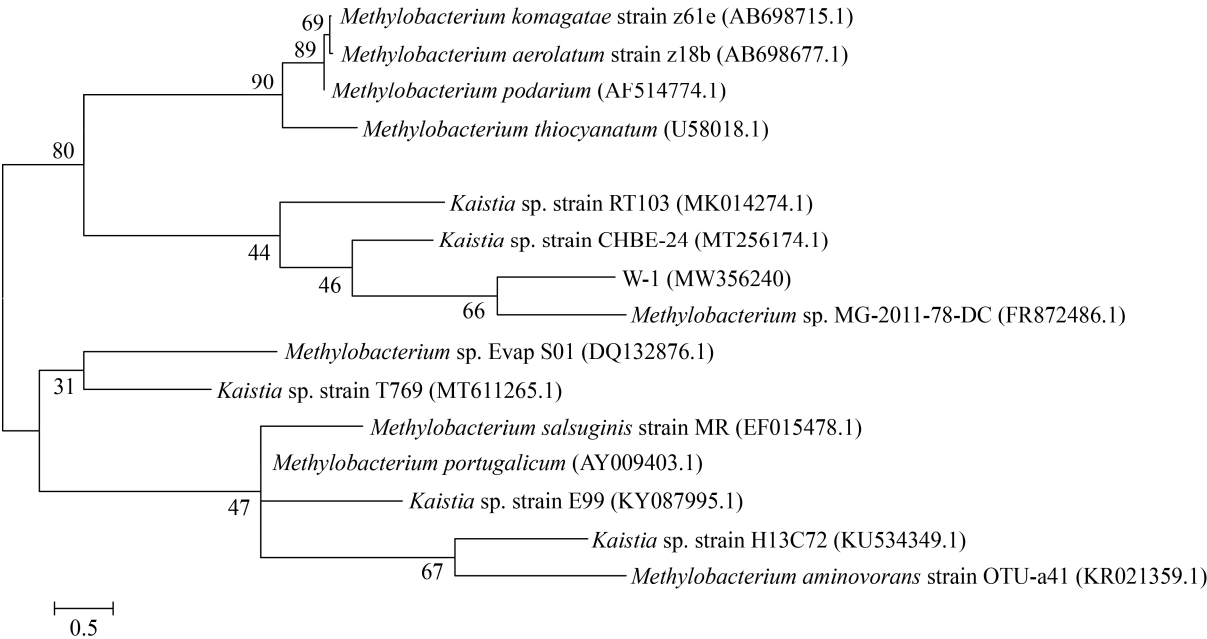 69
Methylobacterium komagatae strain z61e (AB698715.1)
89
Methylobacterium aerolatum strain z18b (AB698677.1)
90
Methylobacterium podarium (AF514774.1)
Methylobacterium thiocyanatum (U58018.1)
80
Kaistia sp. strain RT103 (MK014274.1)
44
Kaistia sp. strain CHBE-24 (MT256174.1)
46
W-1 (MW356240)
66
Methylobacterium sp. MG-2011-78-DC (FR872486.1)
Methylobacterium sp. Evap S01 (DQ132876.1)
31
Kaistia sp. strain T769 (MT611265.1)
Methylobacterium salsuginis strain MR (EF015478.1)
Methylobacterium portugalicum (AY009403.1)
47
Kaistia sp. strain E99 (KY087995.1)
Kaistia sp. strain H13C72 (KU534349.1)
67
Methylobacterium aminovorans strain OTU-a41 (KR021359.1)
0.5